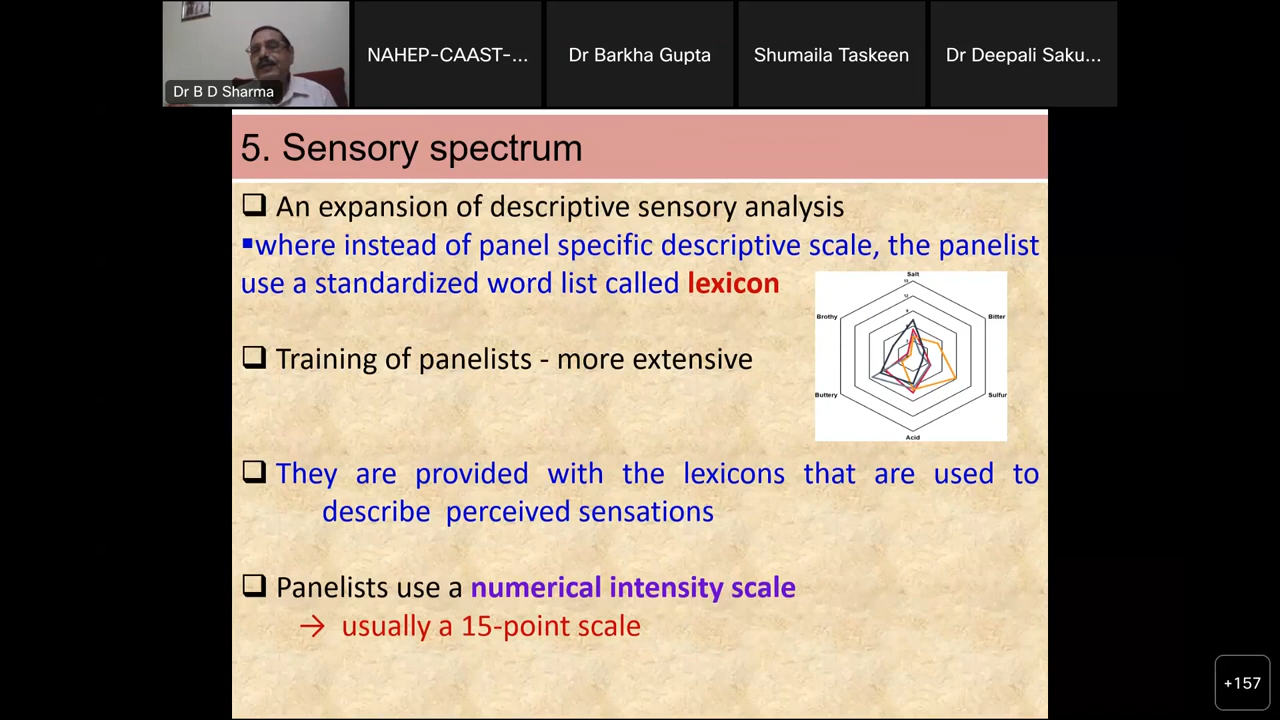 NAHEP-CAAST-...
Dr Barkha Gupta
Shumaila Taskeen
Dr Deepali Saku...
Dr B D Sharma
5. Sensory spectrum
❑ An expansion of descriptive sensory analysis
▪where instead of panel specific descriptive scale, the panelist
use a standardized word list called lexicon
Salt
15
12
Brothy
Bitter
Buttery
Sulfur
Acid
❑ Training of panelists - more extensive
❑ They are provided with the lexicons that are used to
describe perceived sensations
❑ Panelists use a numerical intensity scale
→ usually a 15-point scale
+157